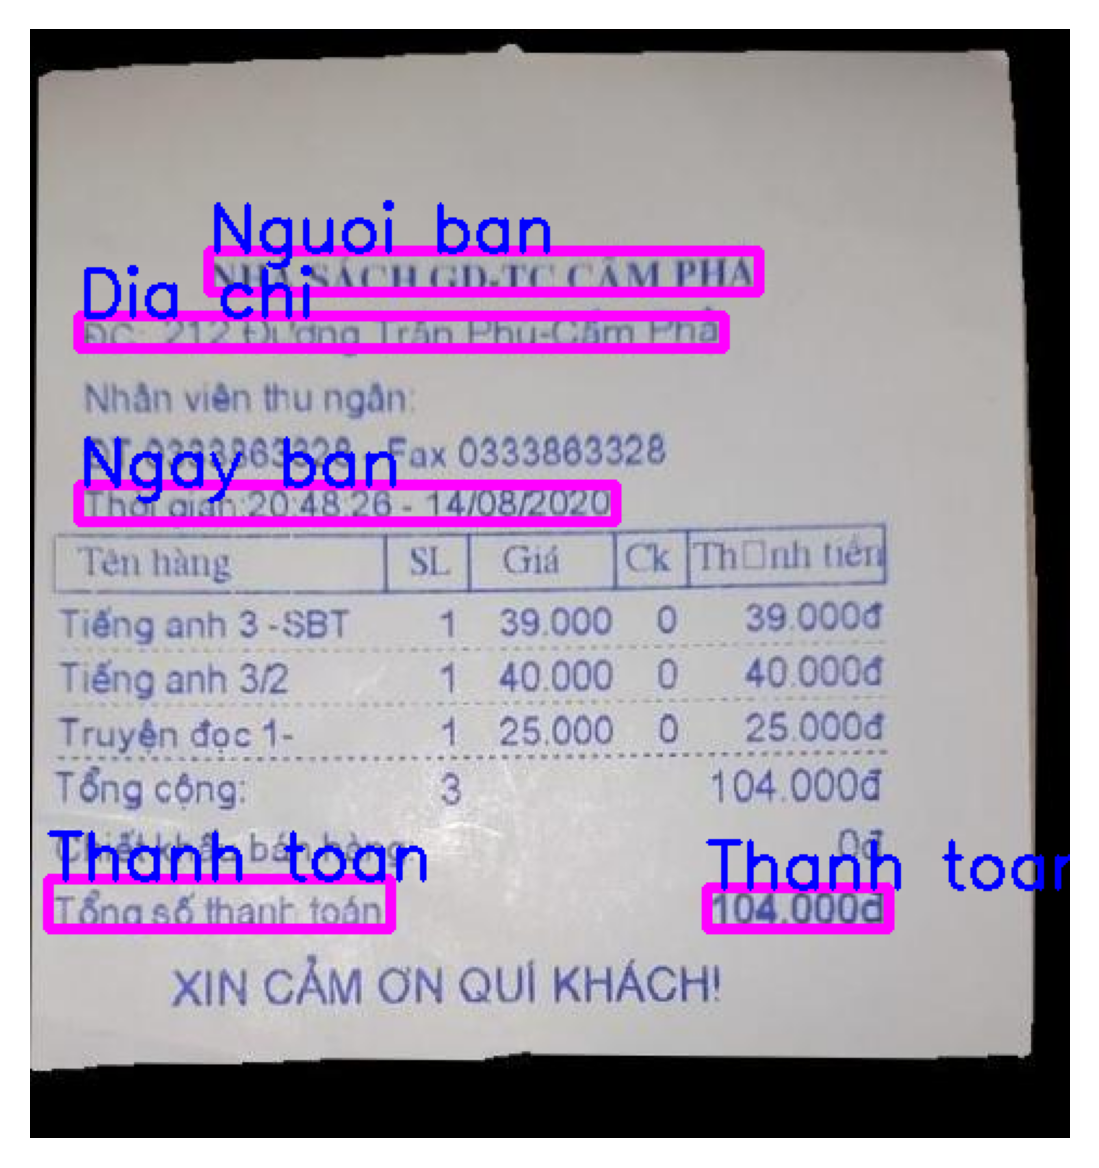 Nguoi ban
NHÀ SÁCH GD-TC CẨM PHẢ
Dia chi
ĐC: 212 Đường Trần Phú-Cẩm Phả
Nhân viên thu ngân:
ĐT 0333863328 - Fax 0333863328
Ngay ban
Thời gian:20:48:26 - 14/08/2020
Tên hàng SL Giá Ck Th□nh tiền
Tiếng anh 3 -SBT 1 39.000 0 39.000đ
Tiếng anh 3/2 1 40.000 0 40.000đ
Truyện đọc 1- 1 25.000 0 25.000đ
Tổng cộng: 3 104.000đ
Chiết khấu bán hàng 0đ
Thanh toan Thanh toan
Tổng số thanh toán 104.000đ
XIN CẢM ƠN QUÍ KHÁCH!